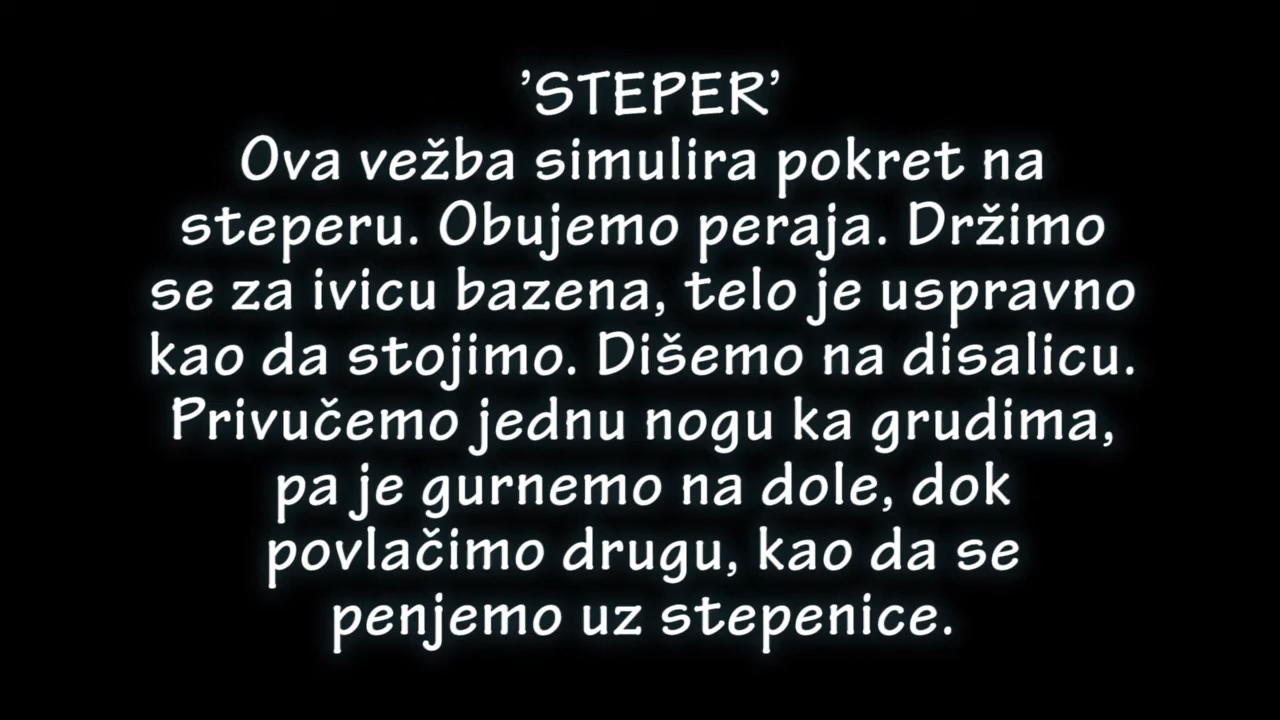 ’STEPER’
Ova vežba simulira pokret na
steperu. Obujemo peraja. Držimo
se za ivicu bazena, telo je uspravno
kao da stojimo. Dišemo na disalicu.
Privučemo jednu nogu ka grudima,
pa je gurnemo na dole, dok
povlačimo drugu, kao da se
penjemo uz stepenice.